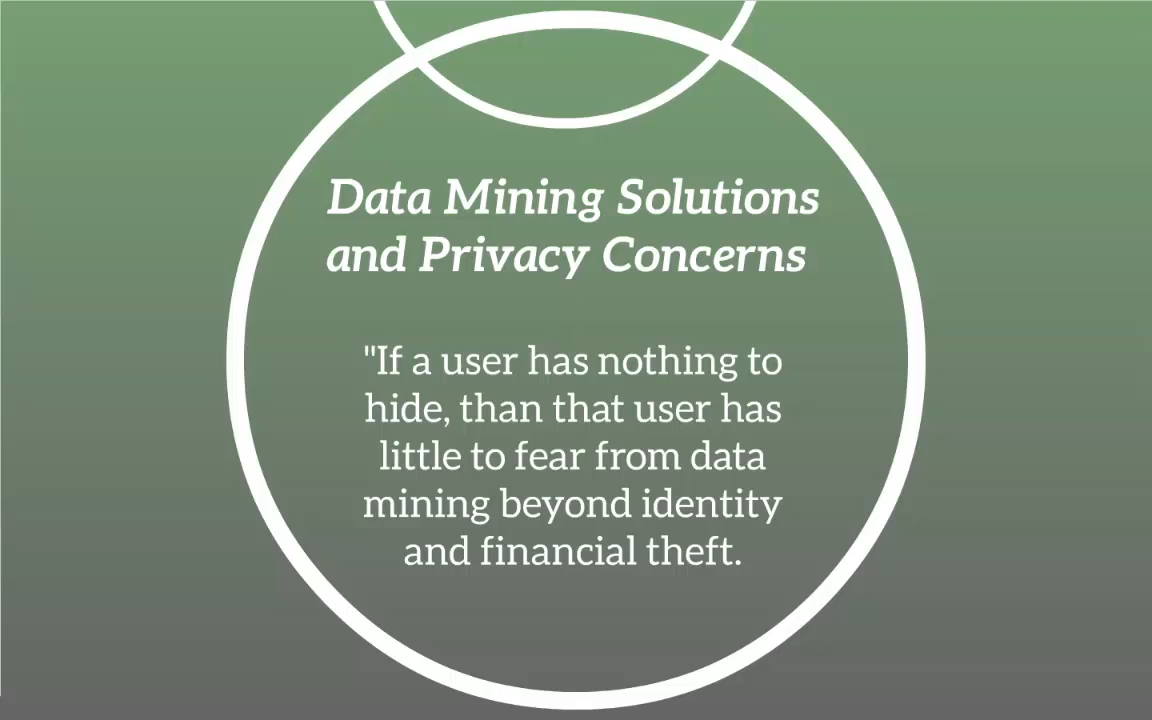 Data Mining Solutions
and Privacy Concerns
"If a user has nothing to
hide, than that user has
little to fear from data
mining beyond identity
and financial theft.